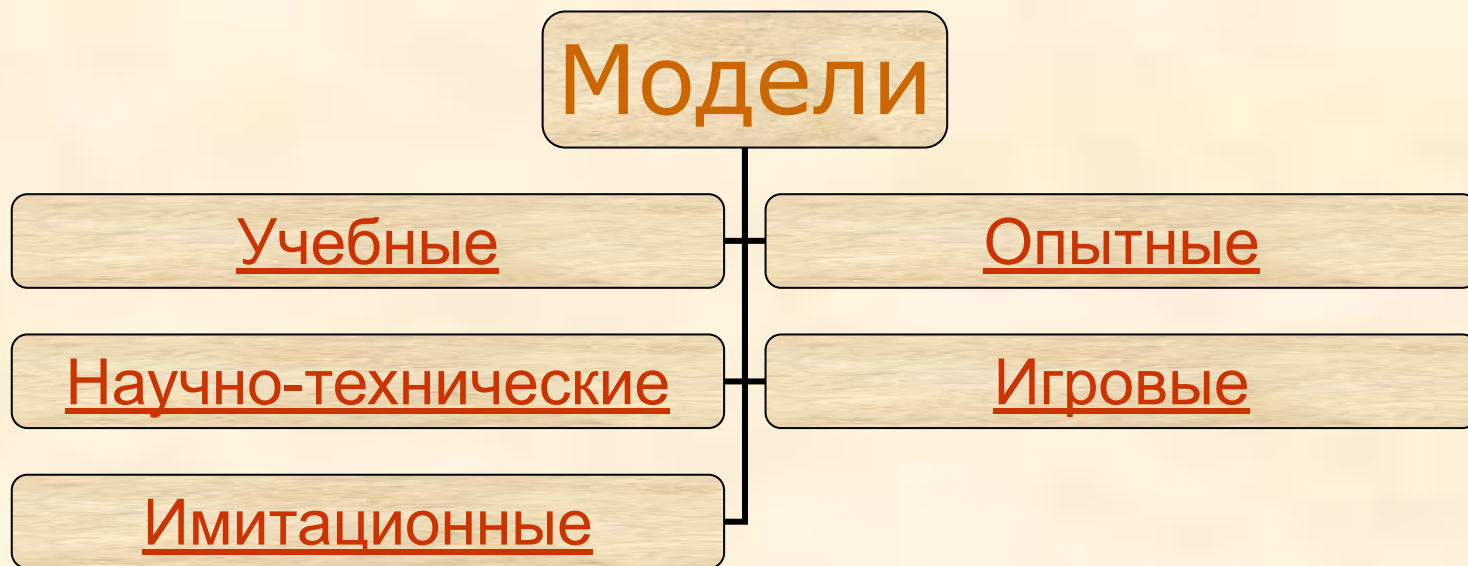 Модели
Учебные
Опытные
Научно-технические
Игровые
Имитационные